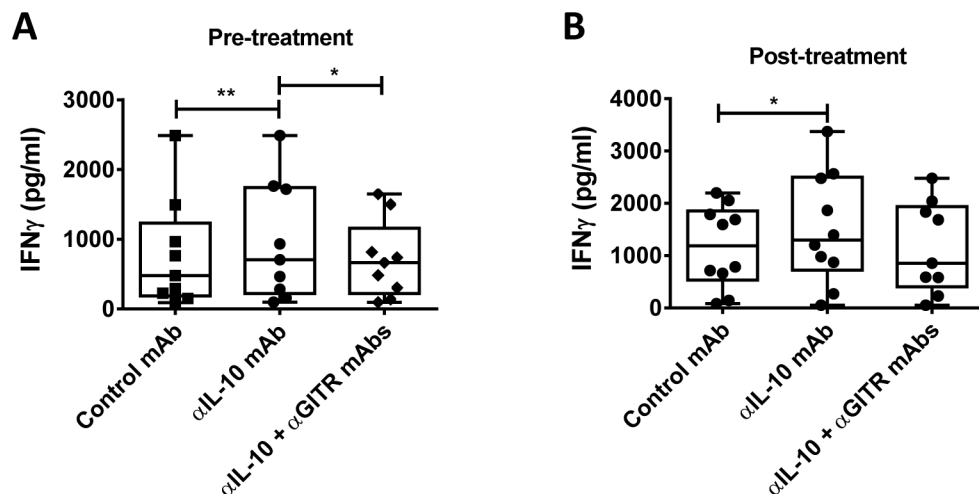 A
Pre-treatment
*
**
3000
2000
1000
0
IFNγ (pg/ml)
Control mAb
αIL-10 mAb
αIL-10 + αGITR mAbs
B
Post-treatment
*
4000
3000
2000
1000
0
IFNγ (pg/ml)
Control mAb
αIL-10 mAb
αIL-10 + αGITR mAbs